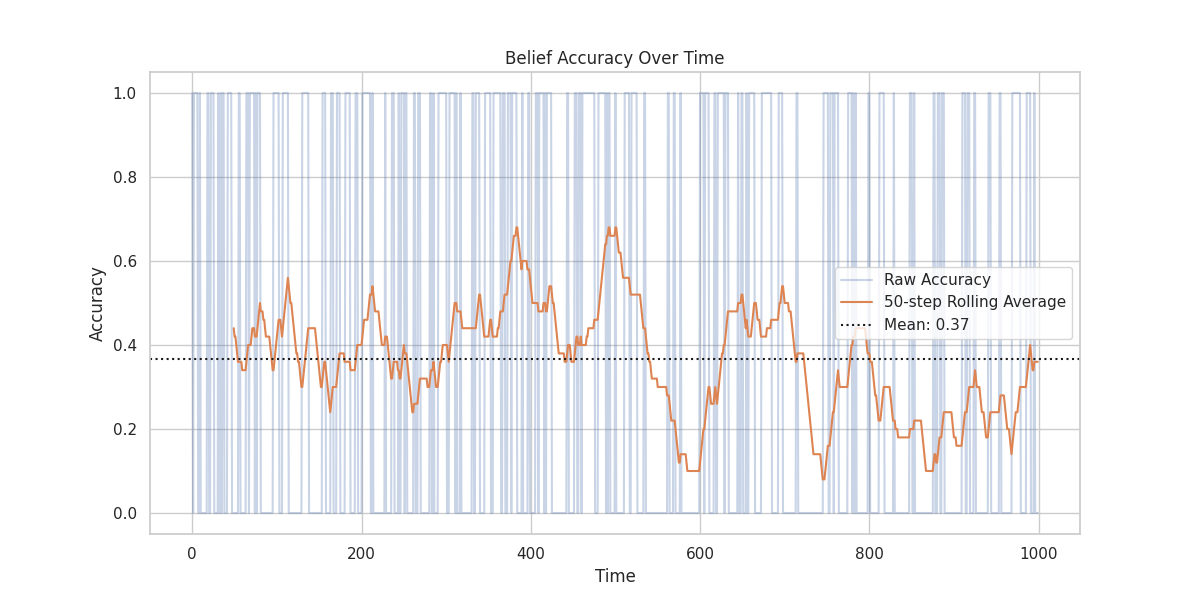 Belief Accuracy Over Time
Accuracy
1.0
0.8
0.6
0.4
0.2
0.0
Raw Accuracy
50-step Rolling Average
Mean: 0.37
0
200
400
600
800
1000
Time